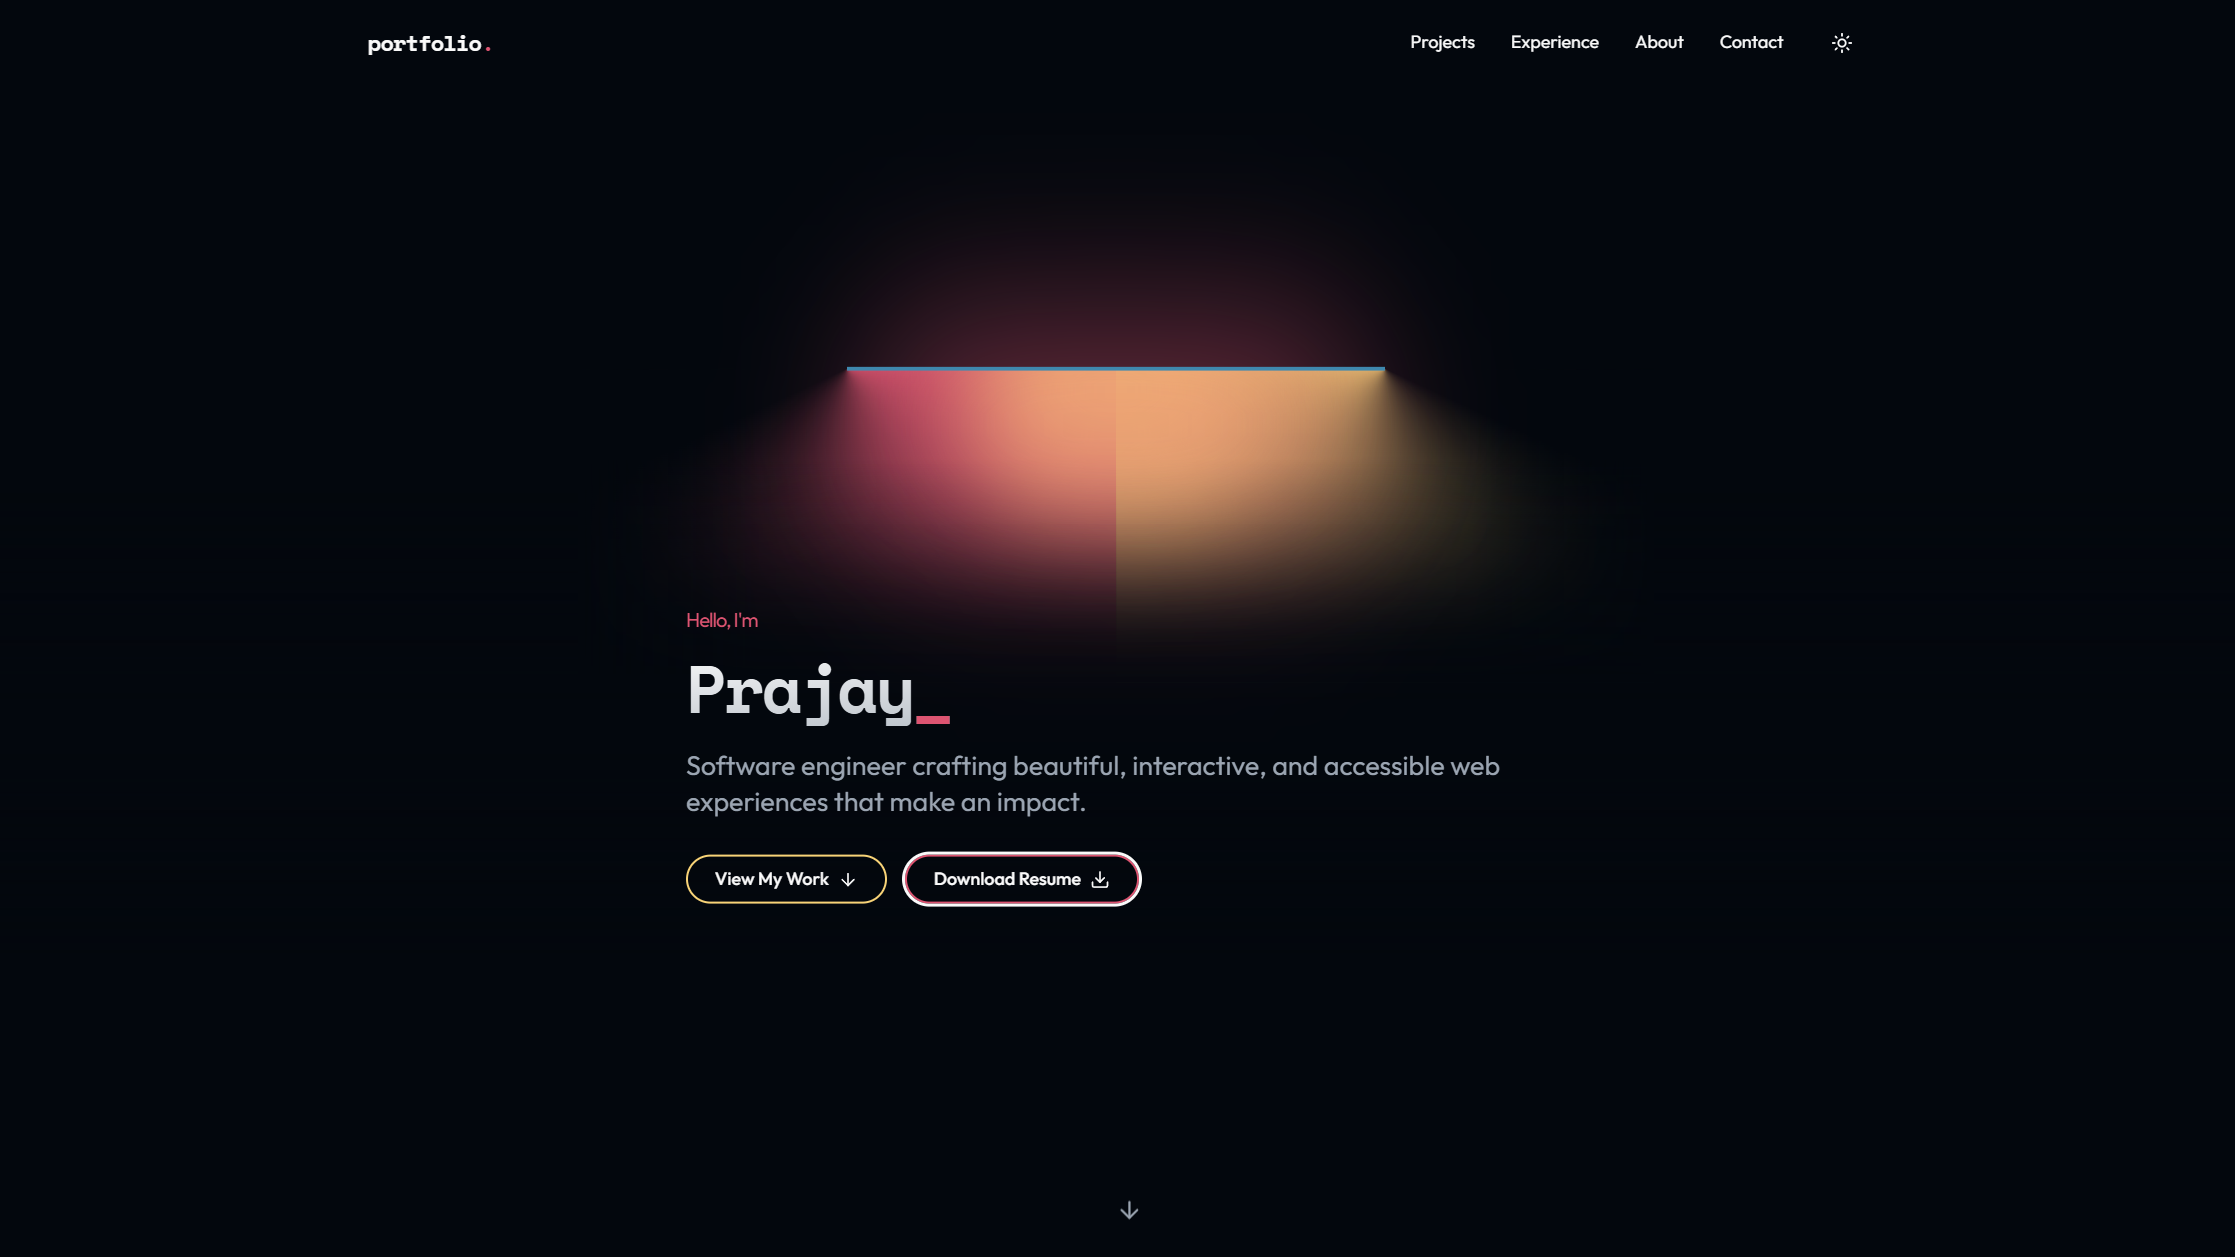 portfolio.
Projects Experience About Contact
Hello, I'm
Prajay_
Software engineer crafting beautiful, interactive, and accessible web
experiences that make an impact.
View My Work Download Resume